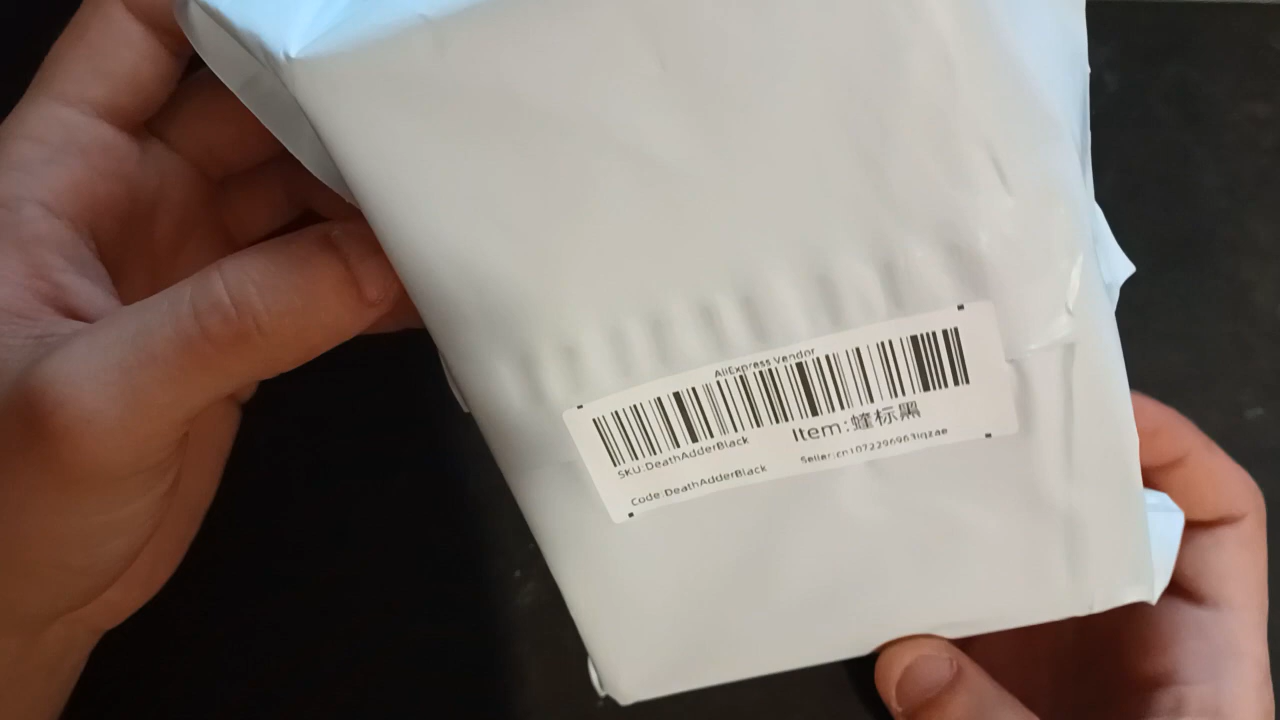 AliExpress Vendor
SKU:DeathAdderBlack
Item:蝰标黑
Code:DeathAdderBlack
Seller:cn1072296963iqzae